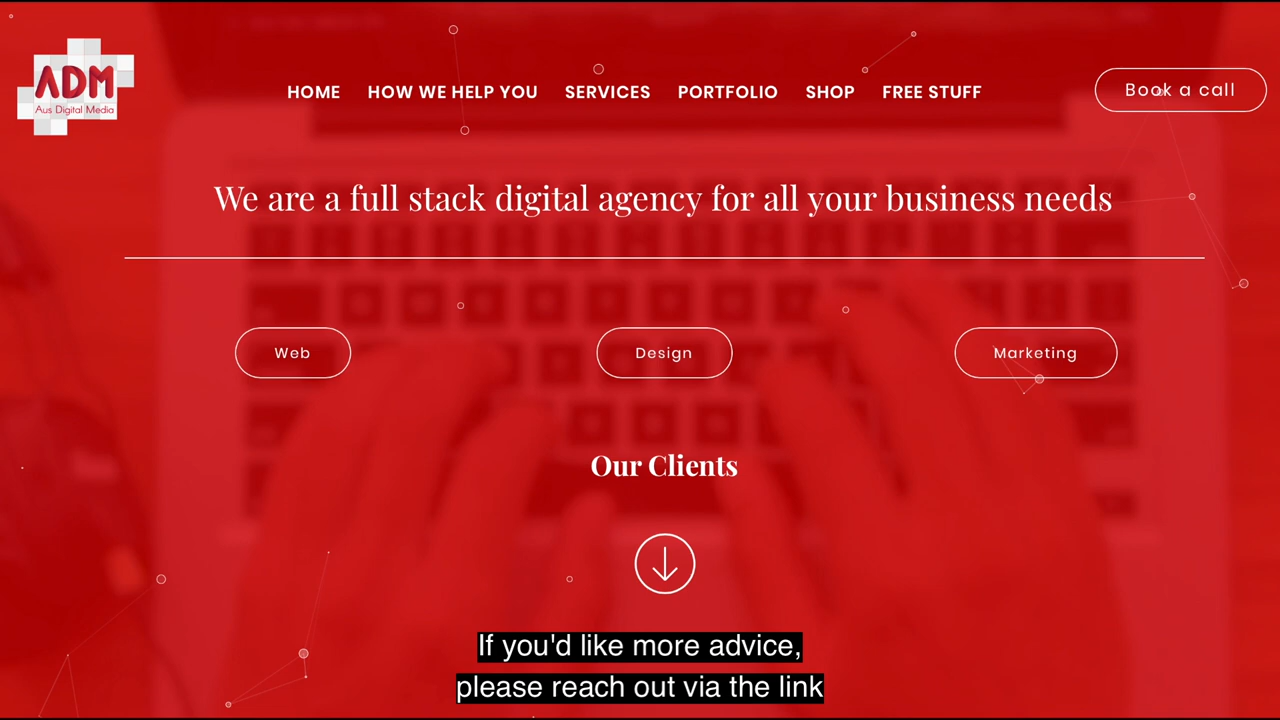 ADM
Aus Digital Media
HOME HOW WE HELP YOU SERVICES PORTFOLIO SHOP FREE STUFF
Book a call
We are a full stack digital agency for all your business needs
Web Design Marketing
Our Clients
If you'd like more advice,
please reach out via the link